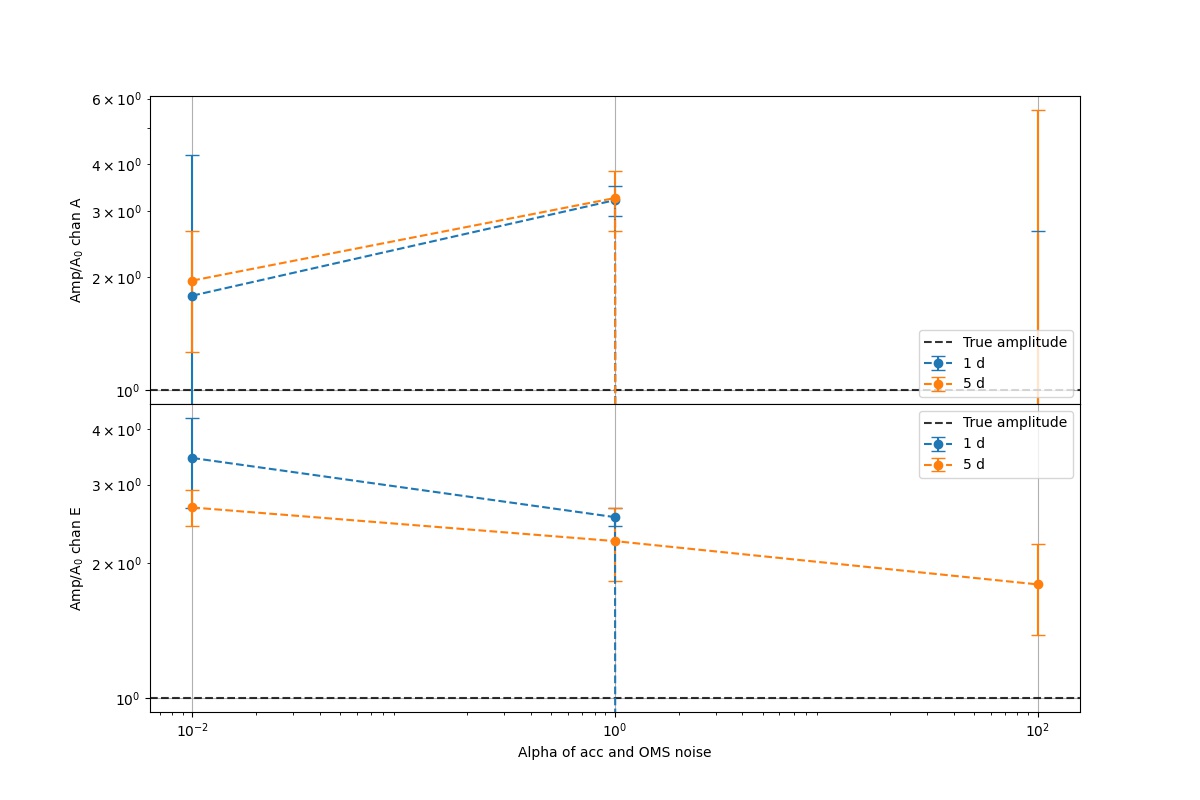 6 × 10⁰
4 × 10⁰
3 × 10⁰
2 × 10⁰
10⁰
Amp/A₀ chan A
True amplitude
1 d
5 d
4 × 10⁰
3 × 10⁰
2 × 10⁰
10⁰
Amp/A₀ chan E
True amplitude
1 d
5 d
10⁻² 10⁰ 10²
Alpha of acc and OMS noise